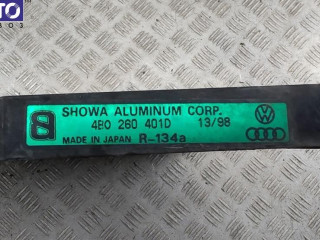 SHOWA ALUMINUM CORP.
4B0 260 401D 13/98
MADE IN JAPAN R-134a